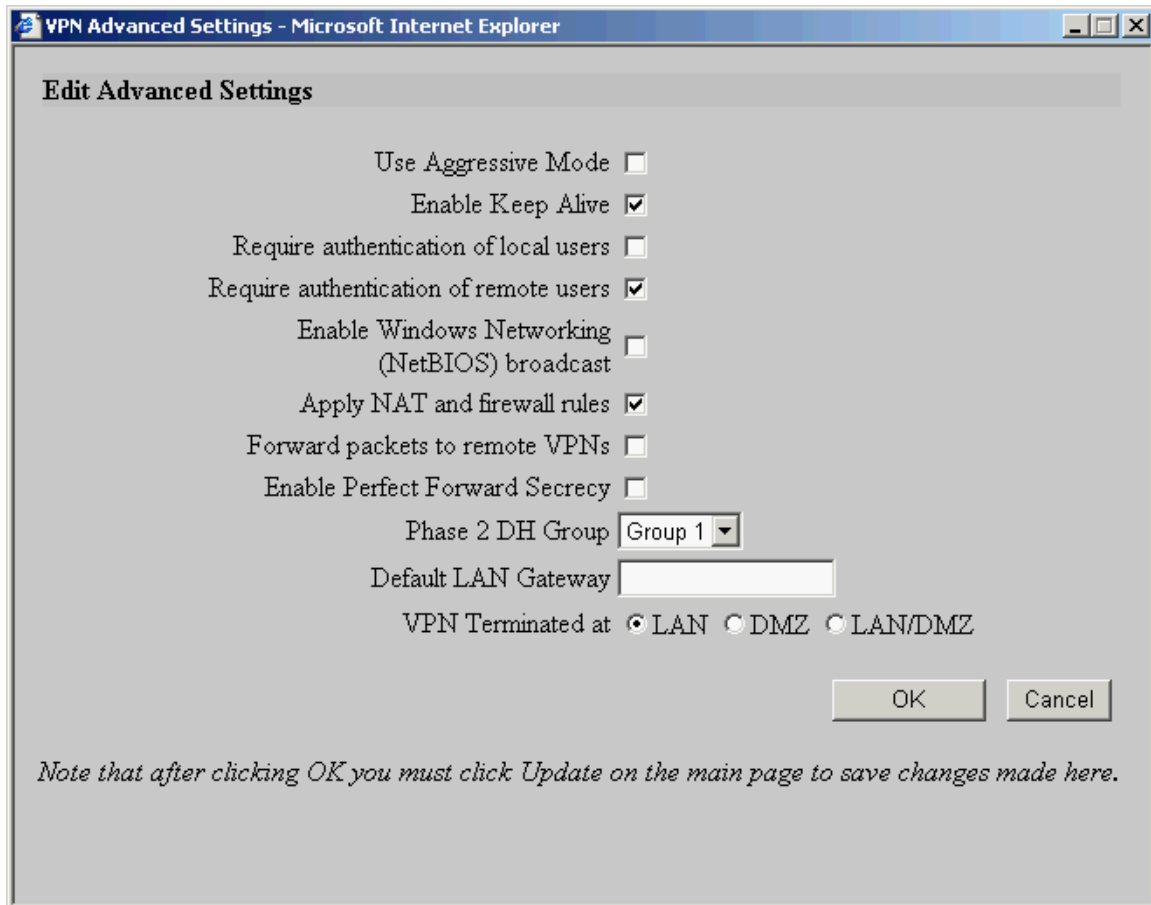 VPN Advanced Settings - Microsoft Internet Explorer
Edit Advanced Settings
Use Aggressive Mode
Enable Keep Alive
Require authentication of local users
Require authentication of remote users
Enable Windows Networking
(NetBIOS) broadcast
Apply NAT and firewall rules
Forward packets to remote VPNs
Enable Perfect Forward Secrecy
Phase 2 DH Group Group 1
Default LAN Gateway
VPN Terminated at LAN DMZ LAN/DMZ
OK Cancel
Note that after clicking OK you must click Update on the main page to save changes made here.